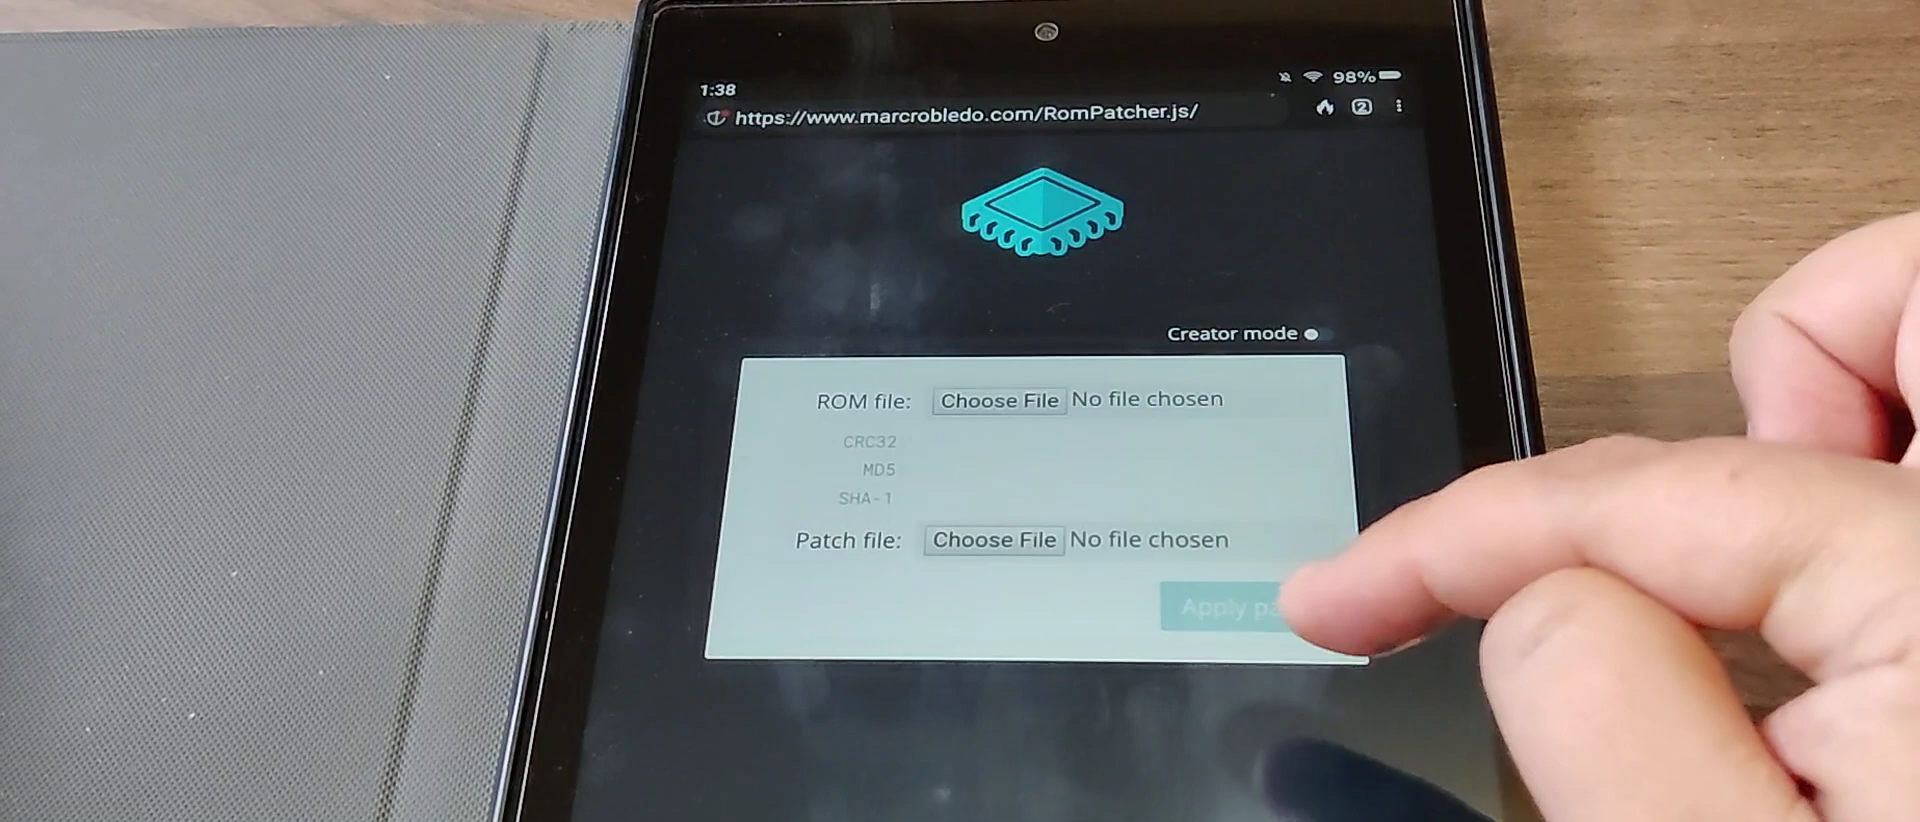 1:38
98%
https://www.marcrobledo.com/RomPatcher.js/
2
Creator mode
ROM file: Choose File No file chosen
CRC32
MD5
SHA-1
Patch file: Choose File No file chosen
Apply